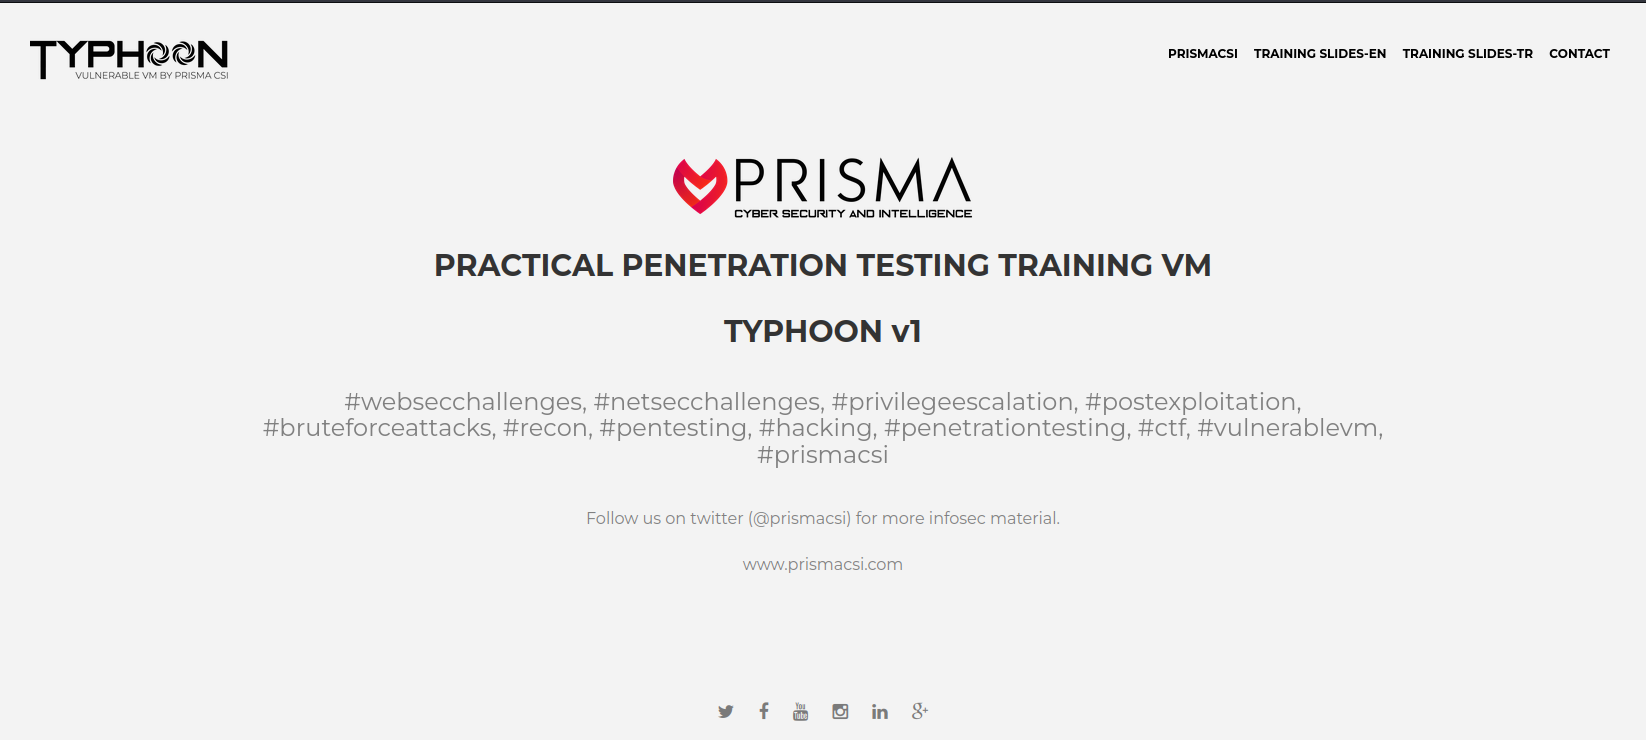 TYPHOON
VULNERABLE VM BY PRISMA CSI
PRISMACSI TRAINING SLIDES-EN TRAINING SLIDES-TR CONTACT
PRISMA
CYBER SECURITY AND INTELLIGENCE
PRACTICAL PENETRATION TESTING TRAINING VM
TYPHOON v1
#websecchallenges, #netsecchallenges, #privilegeescalation, #postexploitation,
#bruteforceattacks, #recon, #pentesting, #hacking, #penetrationtesting, #ctf, #vulnerablevm,
#prismacsi
Follow us on twitter (@prismacsi) for more infosec material.
www.prismacsi.com
You Tube in g+